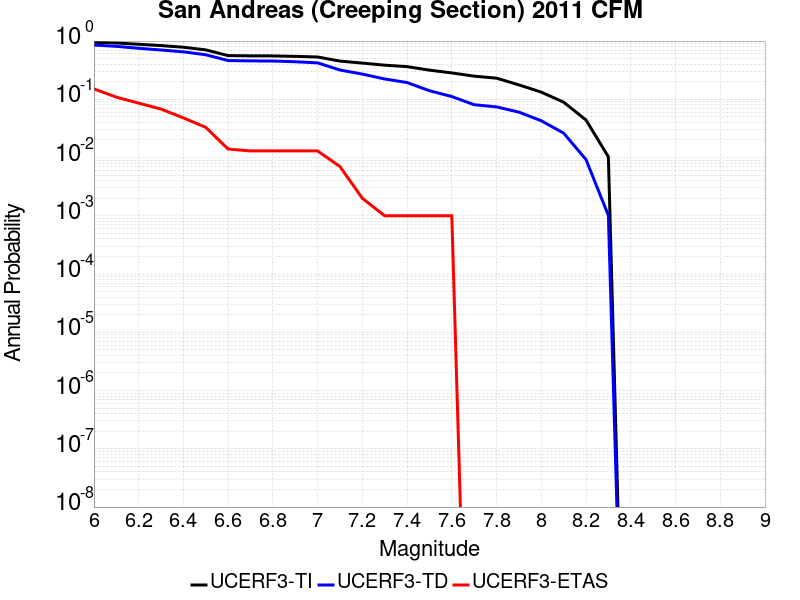 San Andreas (Creeping Section) 2011 CFM
Annual Probability
10^0
10^-1
10^-2
10^-3
10^-4
10^-5
10^-6
10^-7
10^-8
6 6.2 6.4 6.6 6.8 7 7.2 7.4 7.6 7.8 8 8.2 8.4 8.6 8.8 9
Magnitude
UCERF3-TI UCERF3-TD UCERF3-ETAS